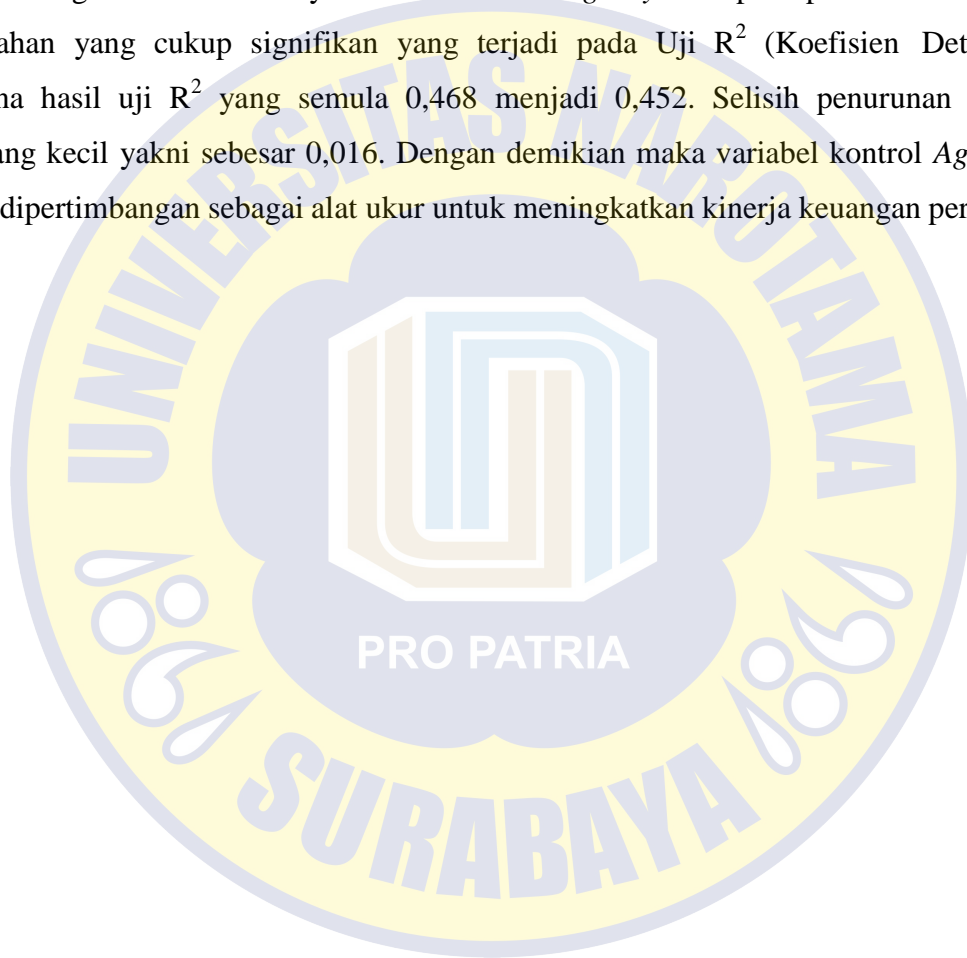 ahan yang cukup signifikan yang terjadi pada Uji R² (Koefisien Det
na hasil uji R² yang semula 0,468 menjadi 0,452. Selisih penurunan
ang kecil yakni sebesar 0,016. Dengan demikian maka variabel kontrol Ag
dipertimbangan sebagai alat ukur untuk meningkatkan kinerja keuangan per
UNIVERSITAS NAROTAMA
PRO PATRIA
SURABAYA